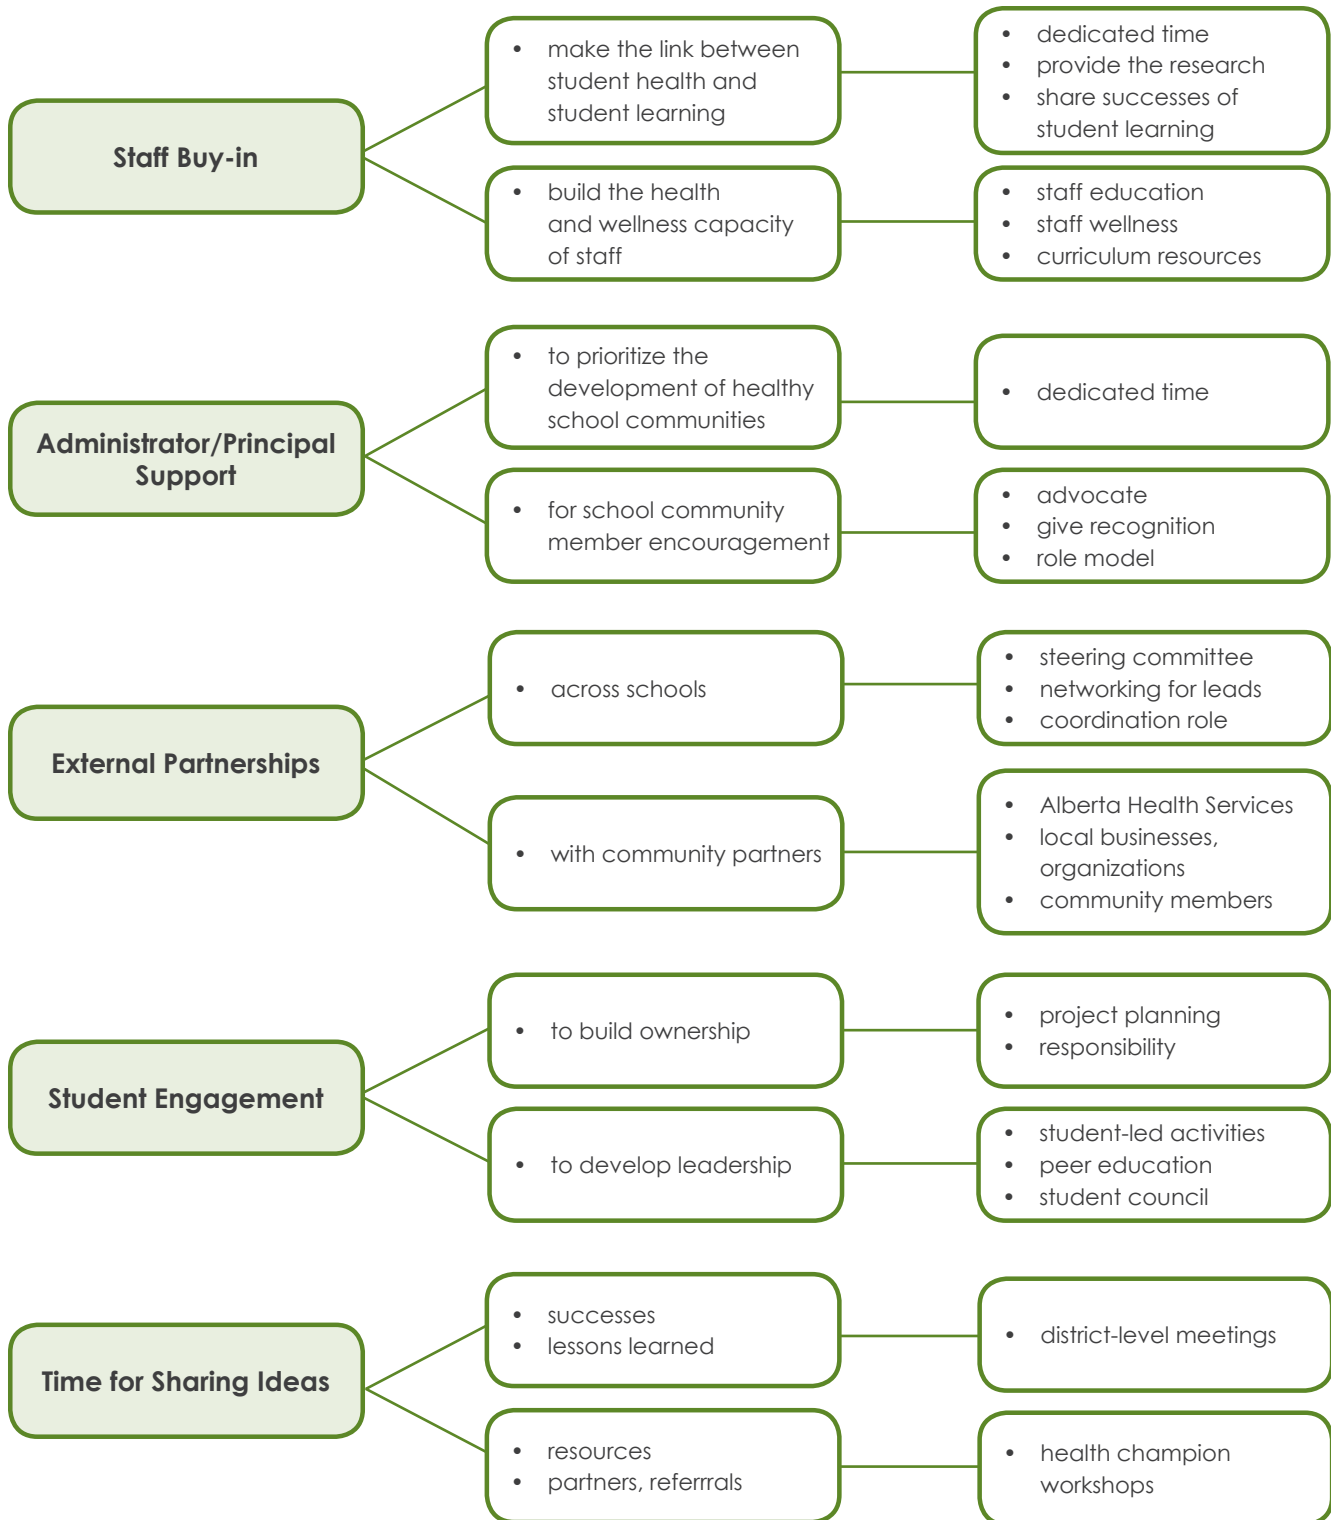 Staff Buy-in
• make the link between
student health and
student learning
• dedicated time
• provide the research
• share successes of
student learning
• build the health
and wellness capacity
of staff
• staff education
• staff wellness
• curriculum resources
Administrator/Principal
Support
• to prioritize the
development of healthy
school communities
• dedicated time
• for school community
member encouragement
• advocate
• give recognition
• role model
External Partnerships
• across schools
• steering committee
• networking for leads
• coordination role
• with community partners
• Alberta Health Services
• local businesses,
organizations
• community members
Student Engagement
• to build ownership
• project planning
• responsibility
• to develop leadership
• student-led activities
• peer education
• student council
Time for Sharing Ideas
• successes
• lessons learned
• district-level meetings
• resources
• partners, referrrals
• health champion
workshops